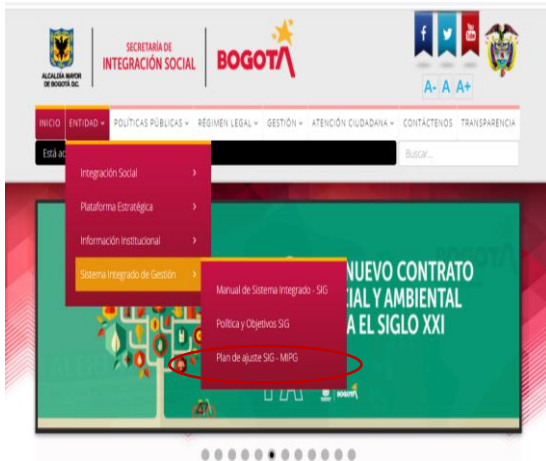 ALCALDÍA MAYOR
DE BOGOTÁ D.C.
SECRETARÍA DE
INTEGRACIÓN SOCIAL
BOGOTÁ
A- A A+
INICIO ENTIDAD POLÍTICAS PÚBLICAS RÉGIMEN LEGAL GESTIÓN ATENCIÓN CIUDADANA CONTÁCTENOS TRANSPARENCIA
Está
Buscar...
Integración Social
Plataforma Estratégica
Información Institucional
Sistema Integrado de Gestión
Manual de Sistema Integrado - SIG
Política y Objetivos SIG
Plan de ajuste SIG - MIPG
NUEVO CONTRATO
IAL Y AMBIENTAL
A EL SIGLO XXI